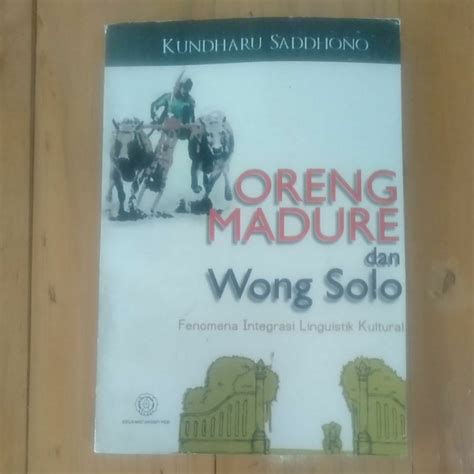 KUNDHARU SADDHONO
ORENG
MADURE
dan
Wong Solo
Fenomena Integrasi Linguistik Kultural